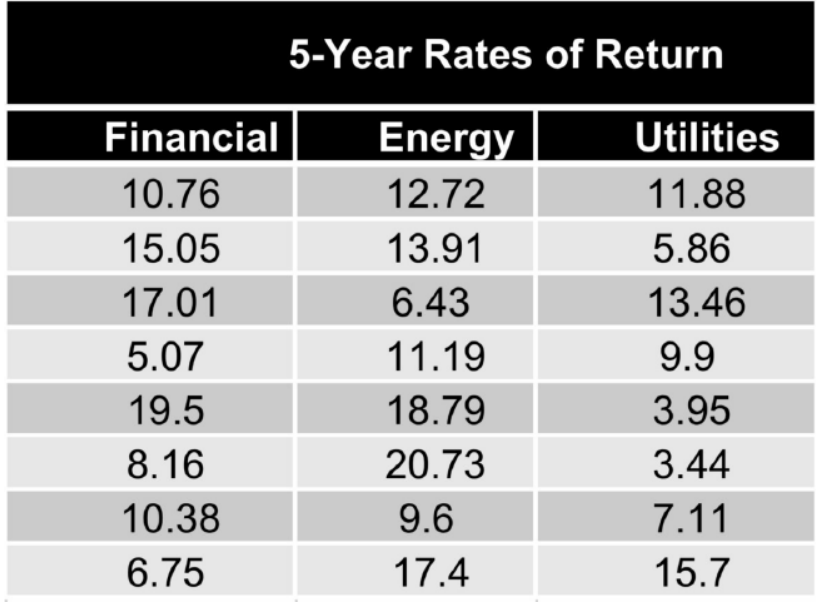 5-Year Rates of Return
Financial Energy Utilities
10.76 12.72 11.88
15.05 13.91 5.86
17.01 6.43 13.46
5.07 11.19 9.9
19.5 18.79 3.95
8.16 20.73 3.44
10.38 9.6 7.11
6.75 17.4 15.7